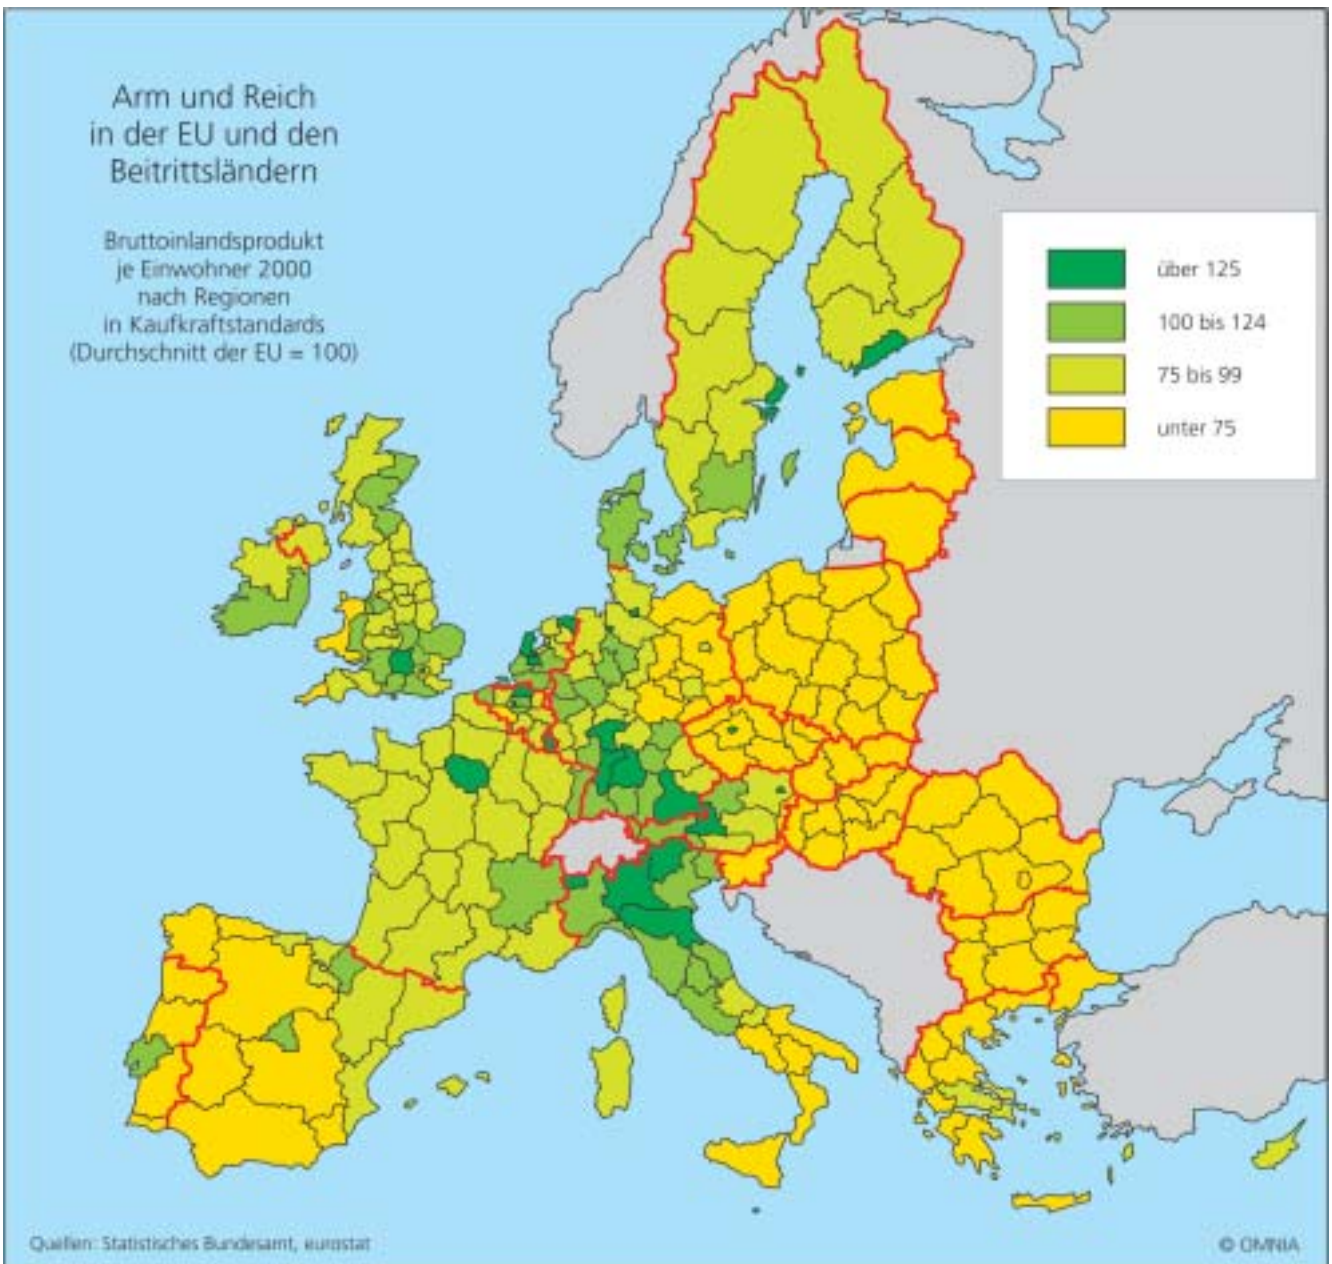 Arm und Reich
in der EU und den
Beitrittsländern
Bruttoinlandsprodukt
je Einwohner 2000
nach Regionen
in Kaufkraftstandards
(Durchschnitt der EU = 100)
über 125
100 bis 124
75 bis 99
unter 75
Quellen: Statistisches Bundesamt, eurostat
© OMNIA